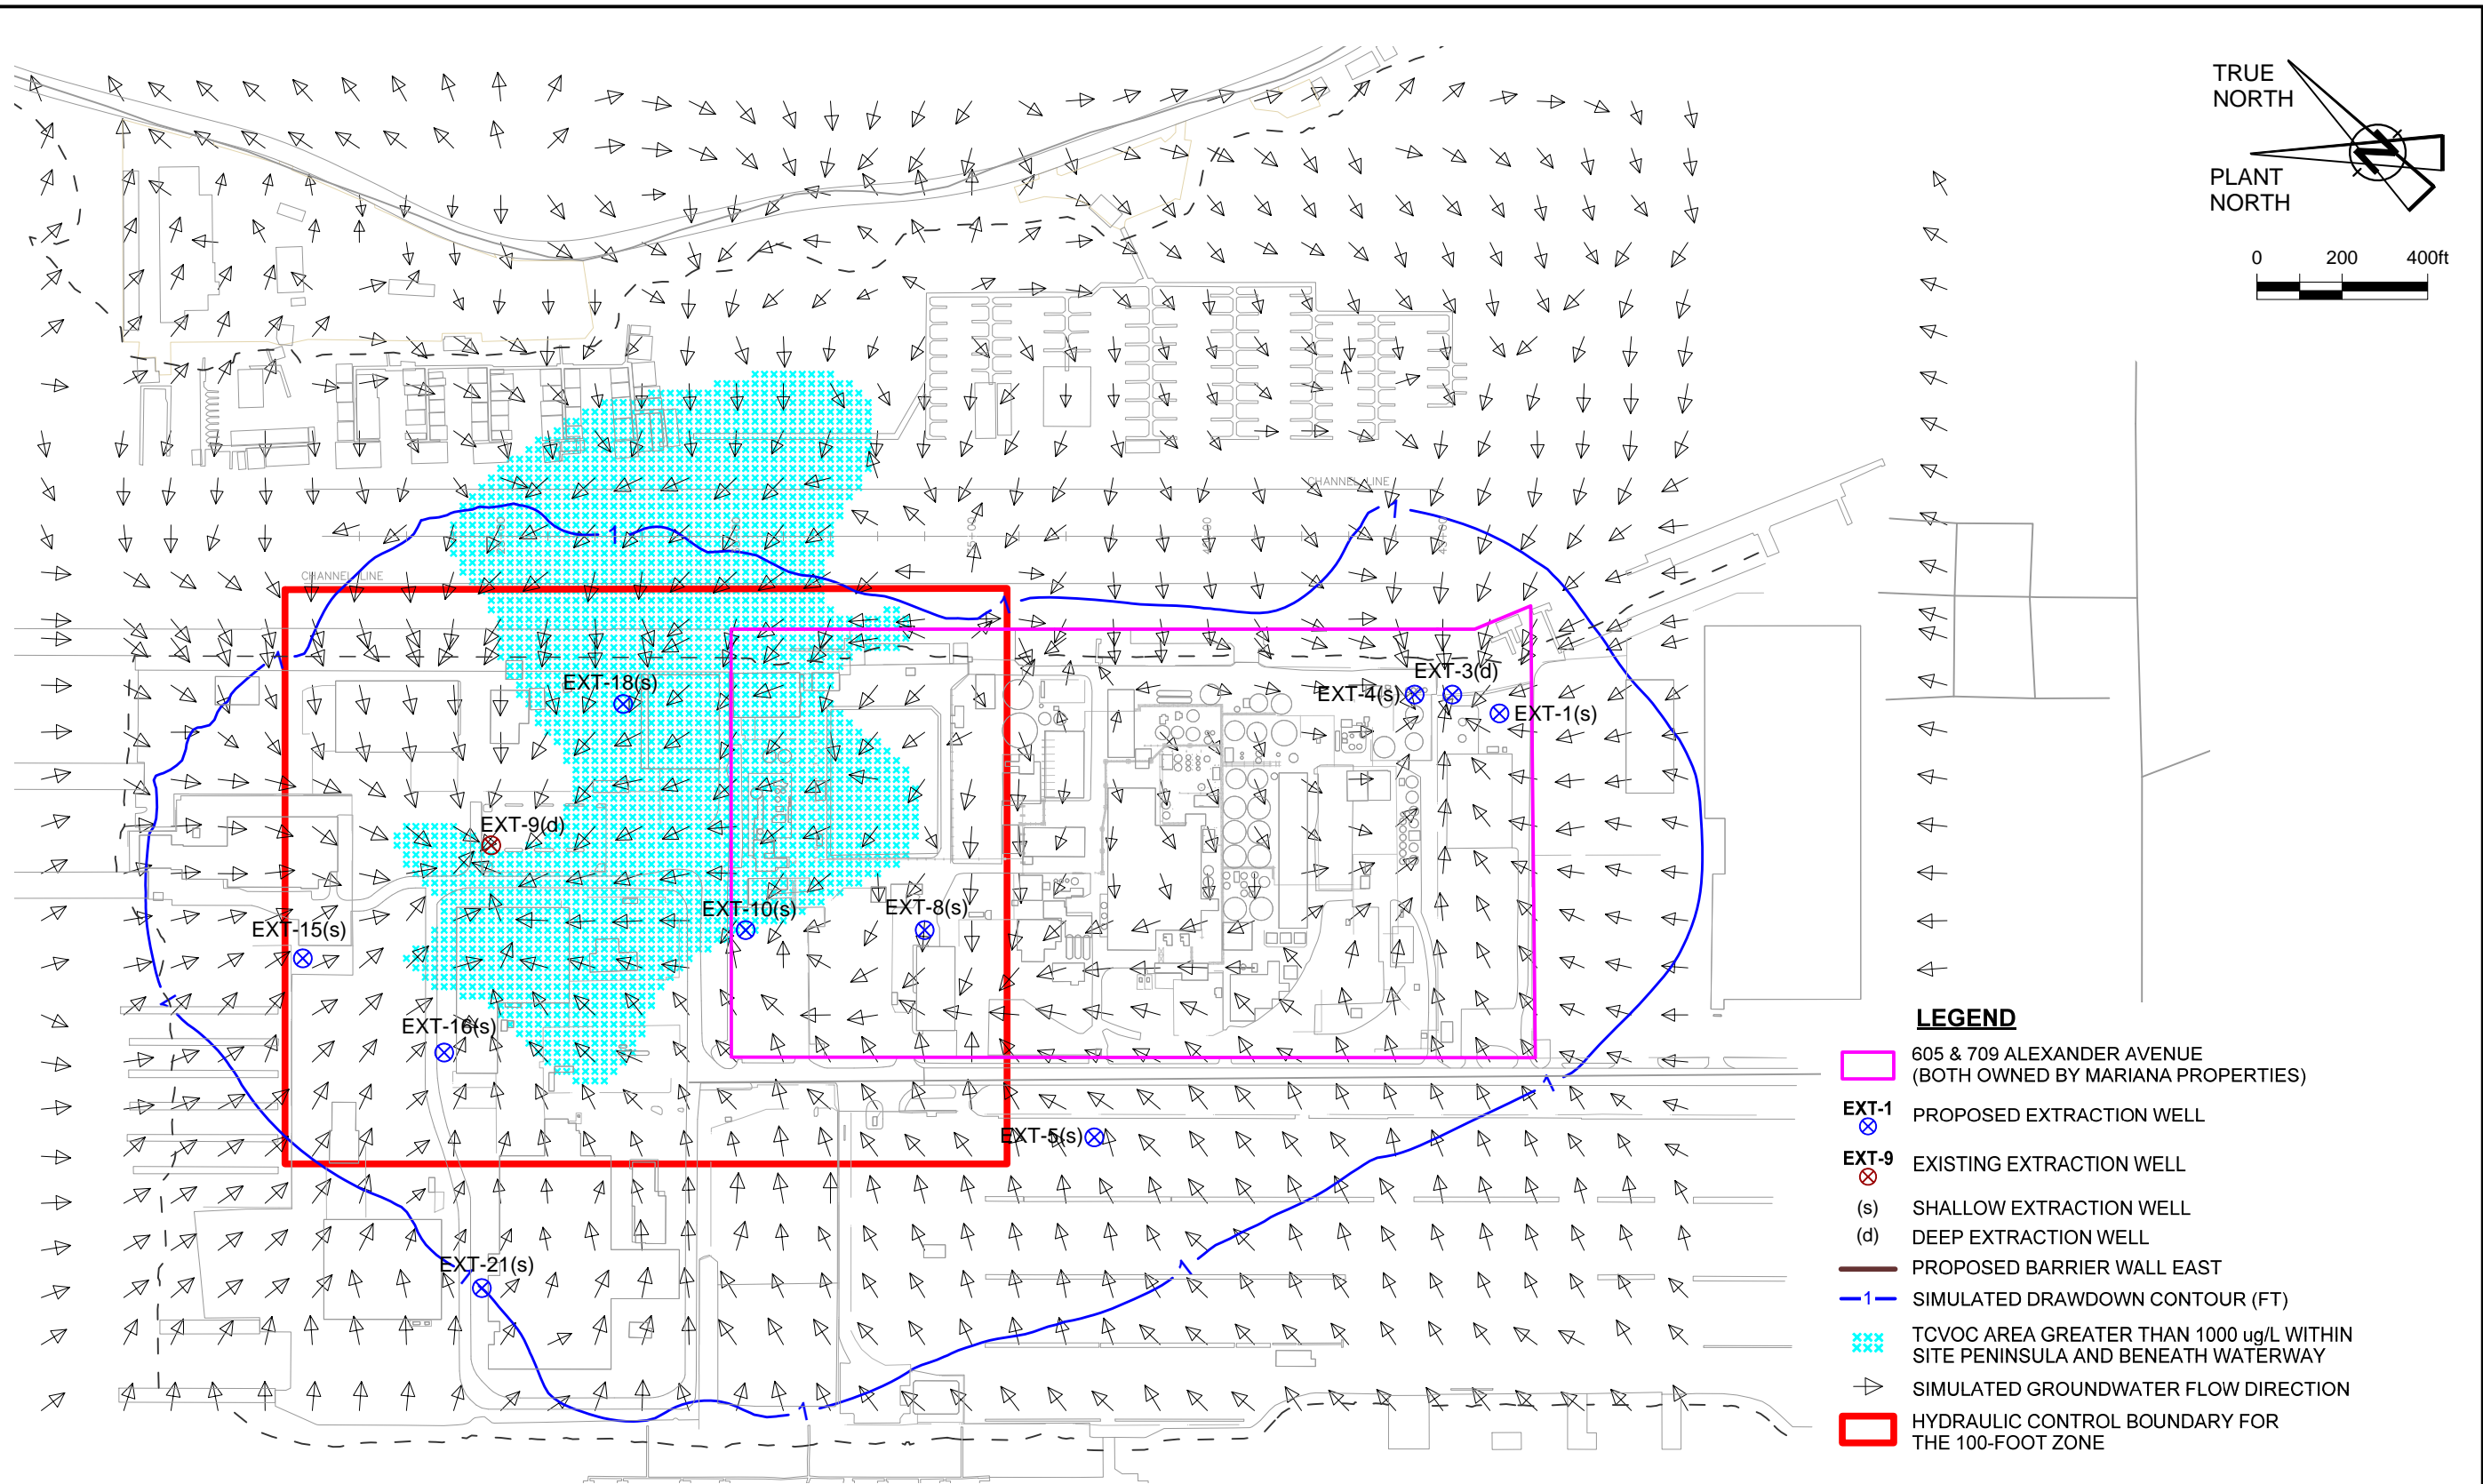 TRUE
NORTH
PLANT
NORTH
N
0 200 400ft
CHANNEL LINE
1
1
CHANNEL LINE
1
1
EXT-18(s)
EXT-3(d)
EXT-4(s)
EXT-1(s)
EXT-9(d)
EXT-10(s)
EXT-8(s)
EXT-15(s)
1
EXT-16(s)
1
EXT-5(s)
EXT-21(s)
1
1
1
LEGEND
605 & 709 ALEXANDER AVENUE
(BOTH OWNED BY MARIANA PROPERTIES)
EXT-1 PROPOSED EXTRACTION WELL
EXT-9 EXISTING EXTRACTION WELL
(s) SHALLOW EXTRACTION WELL
(d) DEEP EXTRACTION WELL
PROPOSED BARRIER WALL EAST
1 SIMULATED DRAWDOWN CONTOUR (FT)
TCVOC AREA GREATER THAN 1000 ug/L WITHIN
SITE PENINSULA AND BENEATH WATERWAY
SIMULATED GROUNDWATER FLOW DIRECTION
HYDRAULIC CONTROL BOUNDARY FOR
THE 100-FOOT ZONE